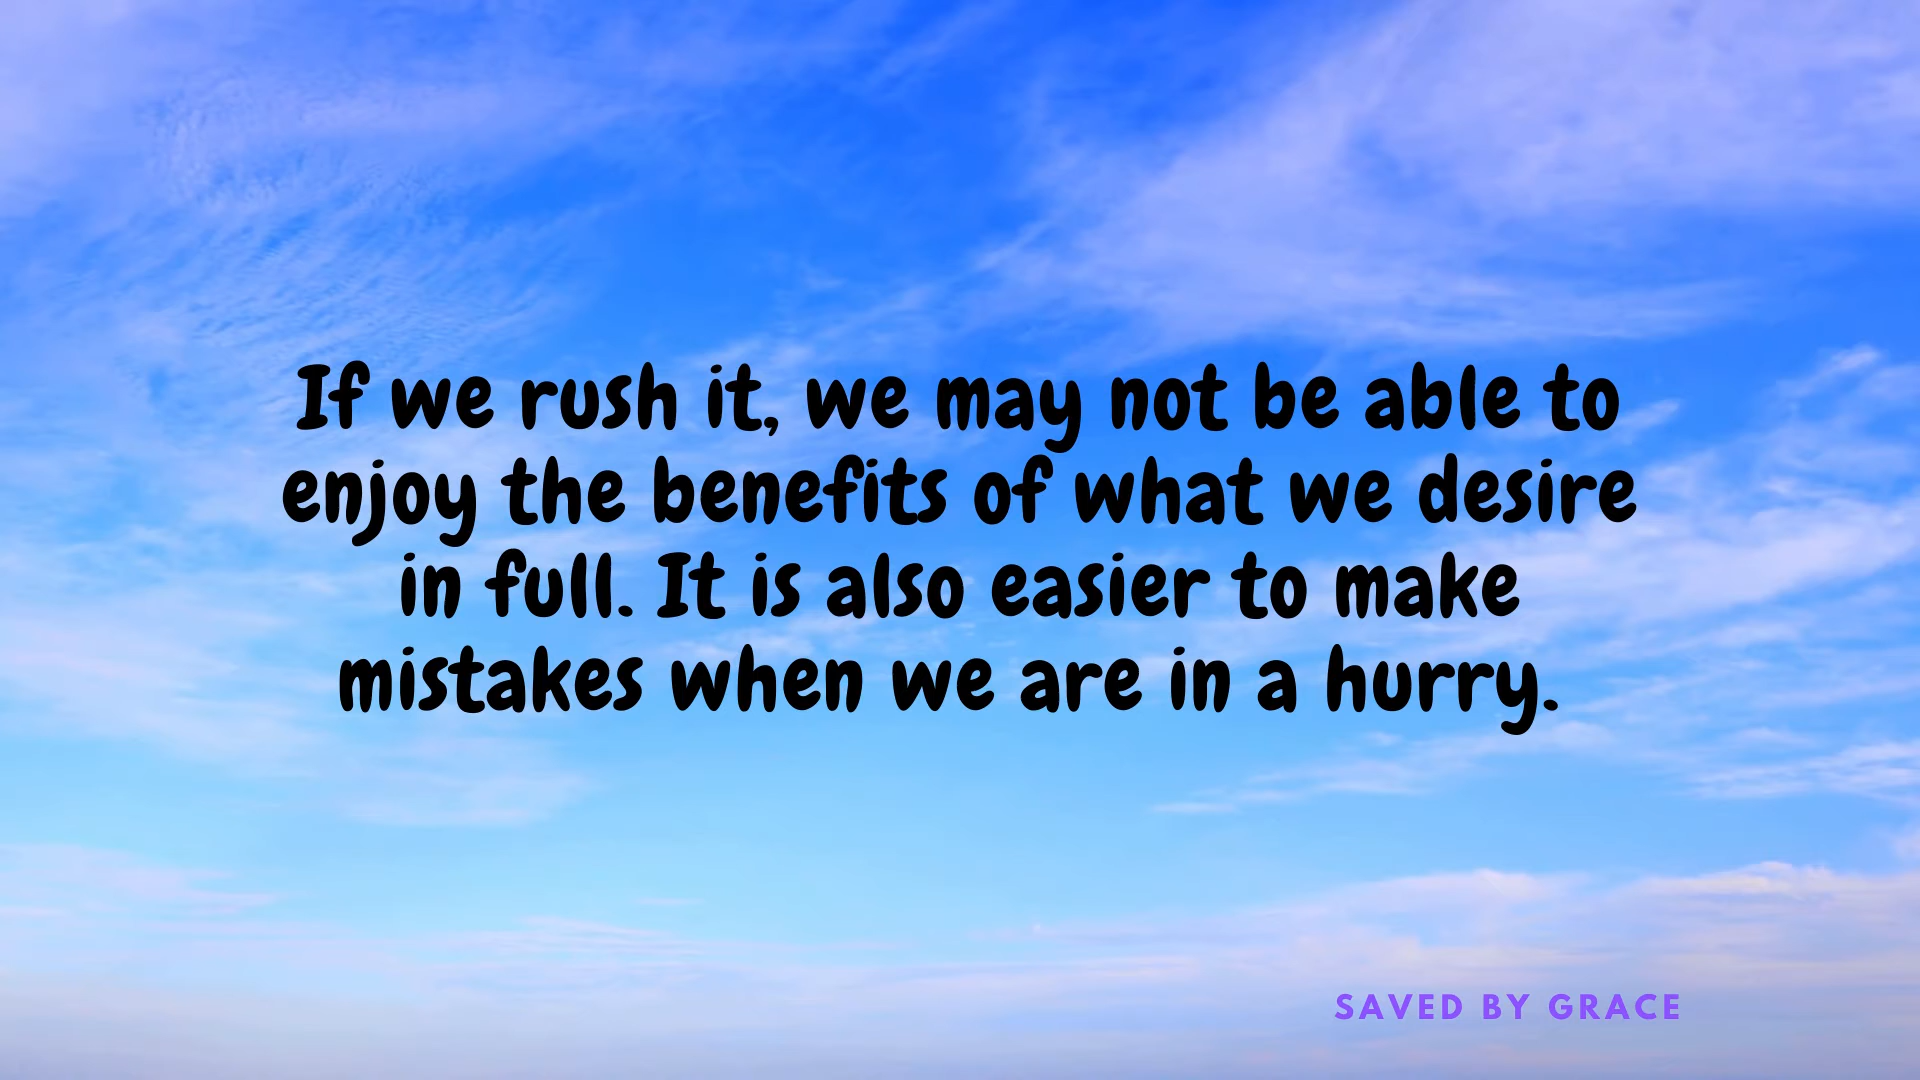 If we rush it, we may not be able to
enjoy the benefits of what we desire
in full. It is also easier to make
mistakes when we are in a hurry.
SAVED BY GRACE